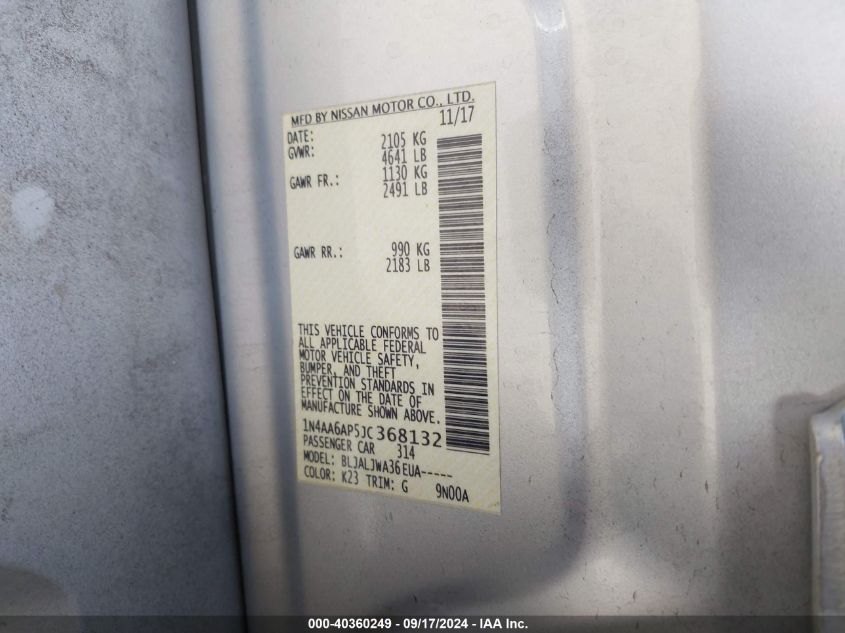 MFD BY NISSAN MOTOR CO., LTD.
DATE: 11/17
GVWR: 2105 KG
4641 LB
GAWR FR.: 1130 KG
2491 LB
GAWR RR.: 990 KG
2183 LB
THIS VEHICLE CONFORMS TO
ALL APPLICABLE FEDERAL
MOTOR VEHICLE SAFETY,
BUMPER, AND THEFT
PREVENTION STANDARDS IN
EFFECT ON THE DATE OF
MANUFACTURE SHOWN ABOVE.
1N4AA6AP5JC368132
PASSENGER CAR 314
MODEL: BLJALJWA36EUA-----
COLOR: K23 TRIM: G 9N00A
000-40360249 - 09/17/2024 - IAA, Inc.